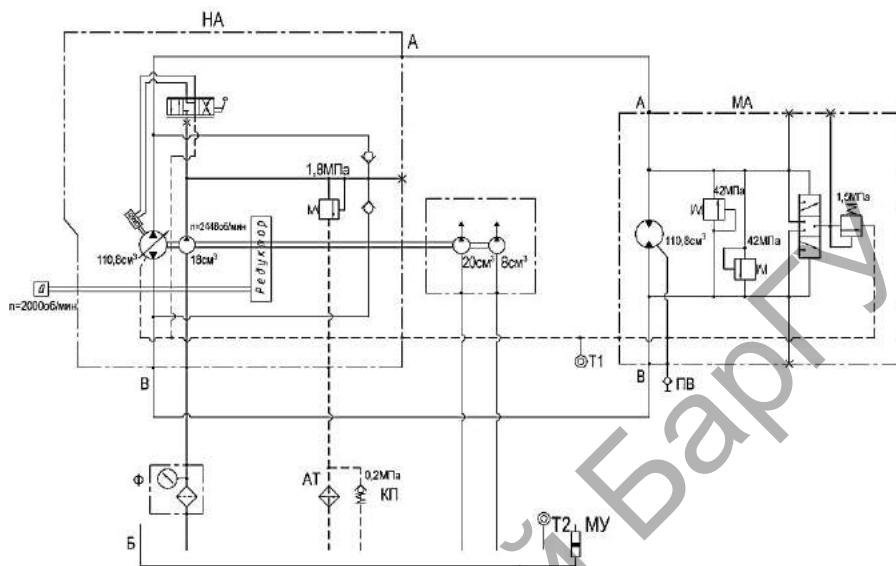 НА
А
А
МА
1,8МПа
42МПа
1,5МПа
n=2448об/мин
110,8см³
18см³
Редуктор
20см³
8см³
110,8см³
42МПа
Д
n=2000об/мин
Т1
В
В
ПВ
Ф
АТ
0,2МПа
КП
Б
Т2
МУ
й БарГУ